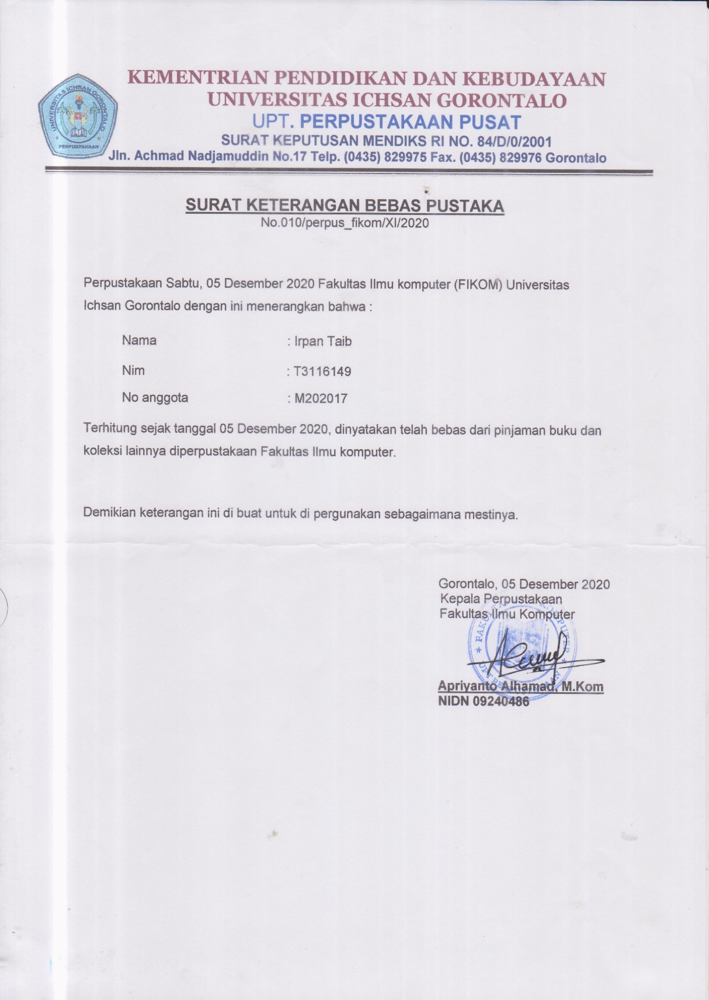 KEMENTRIAN PENDIDIKAN DAN KEBUDAYAAN
UNIVERSITAS ICHSAN GORONTALO
UPT. PERPUSTAKAAN PUSAT
SURAT KEPUTUSAN MENDIKS RI NO. 84/D/0/2001
Jln. Achmad Nadjamuddin No.17 Telp. (0435) 829975 Fax. (0435) 829976 Gorontalo
UNIVERSITAS ICHSAN GORONTALO
PERPUSTAKAAN
SURAT KETERANGAN BEBAS PUSTAKA
No.010/perpus_fikom/XI/2020
Perpustakaan Sabtu, 05 Desember 2020 Fakultas Ilmu komputer (FIKOM) Universitas
Ichsan Gorontalo dengan ini menerangkan bahwa :
Nama : Irpan Taib
Nim : T3116149
No anggota : M202017
Terhitung sejak tanggal 05 Desember 2020, dinyatakan telah bebas dari pinjaman buku dan
koleksi lainnya diperpustakaan Fakultas Ilmu komputer.
Demikian keterangan ini di buat untuk di pergunakan sebagaimana mestinya.
Gorontalo, 05 Desember 2020
Kepala Perpustakaan
Fakultas Ilmu Komputer
Apriyanto Alhamad, M.Kom
NIDN 09240486